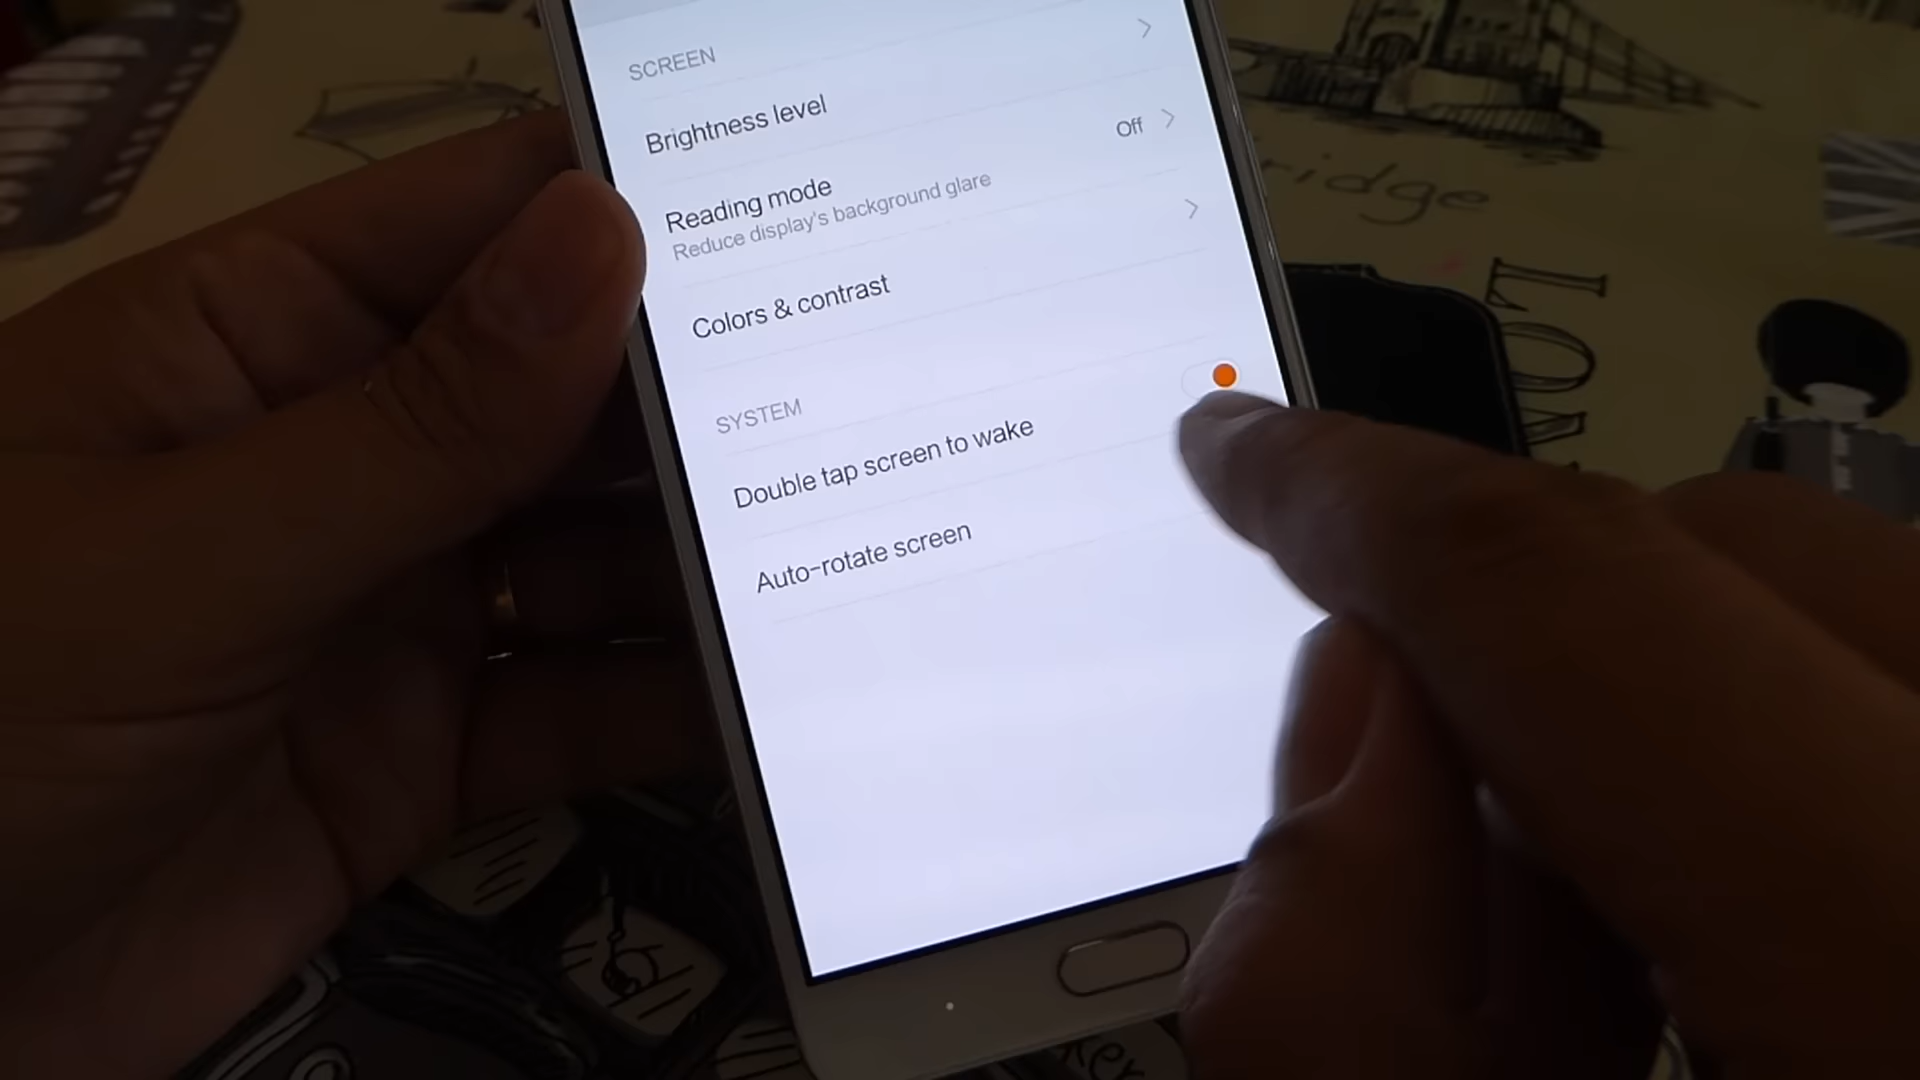 SCREEN
Brightness level
Reading mode
Off
Reduce display's background glare
Colors & contrast
SYSTEM
Double tap screen to wake
Auto-rotate screen
ridge